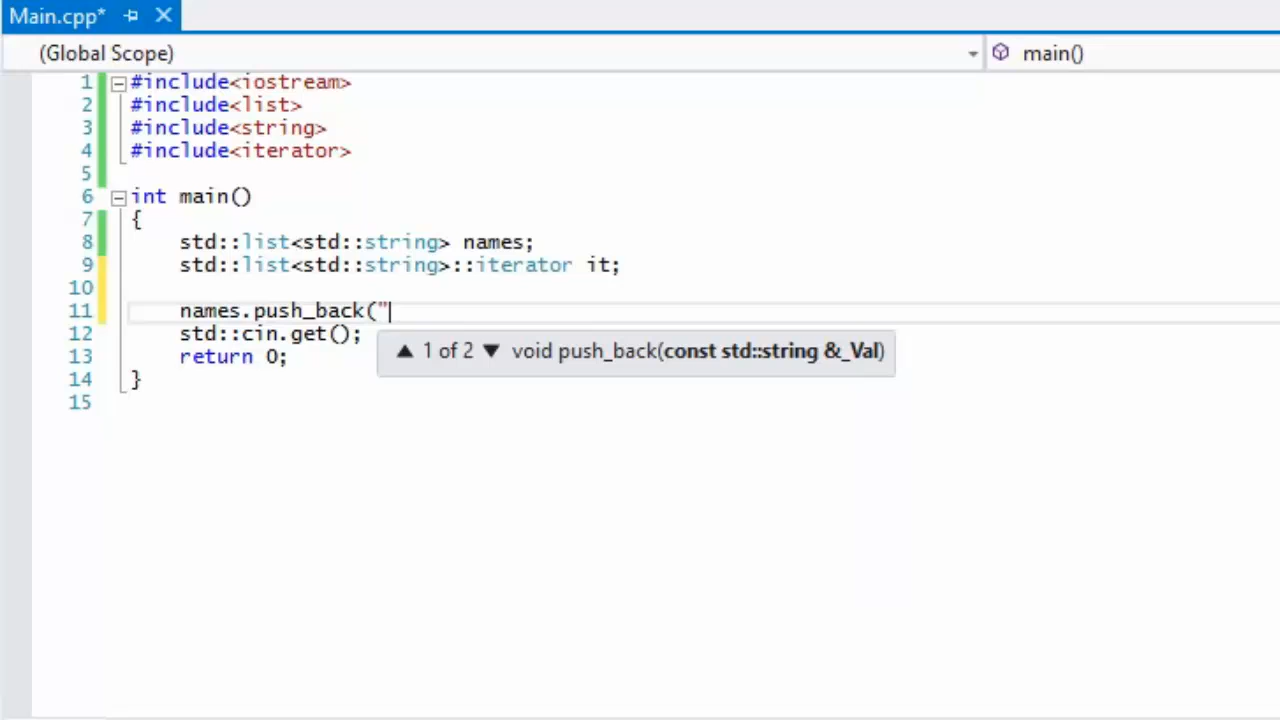 Main.cpp*
(Global Scope) main()
1 #include<iostream>
2 #include<list>
3 #include<string>
4 #include<iterator>
5
6 int main()
7 {
8 std::list<std::string> names;
9 std::list<std::string>::iterator it;
10
11 names.push_back("
12 std::cin.get();
1 of 2 void push_back(const std::string &_Val)
13 return 0;
14 }
15